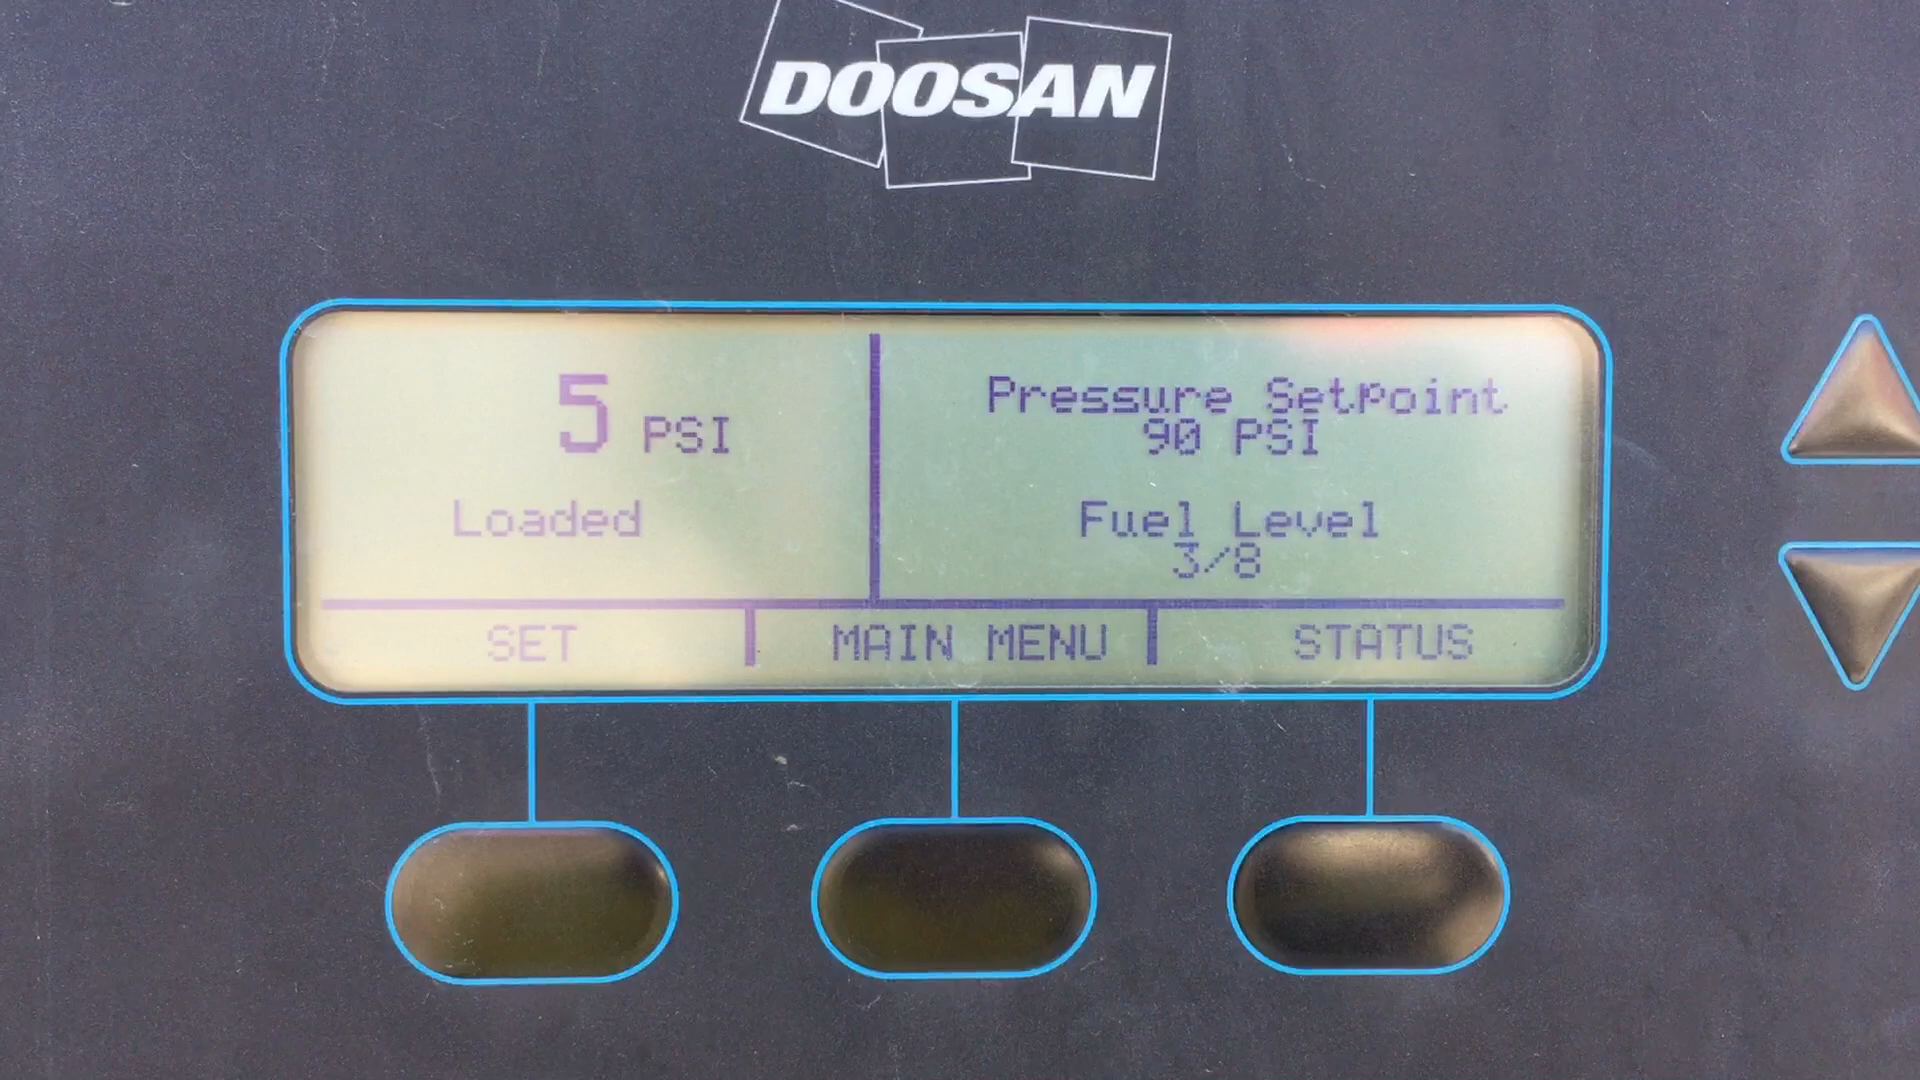 DOOSAN
5 PSI
Loaded
Pressure Setpoint
90 PSI
Fuel Level
3/8
SET
MAIN MENU
STATUS